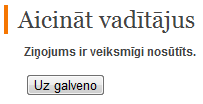 Aicināt vadītājus
Ziņojums ir veiksmīgi nosūtīts.
Uz galveno